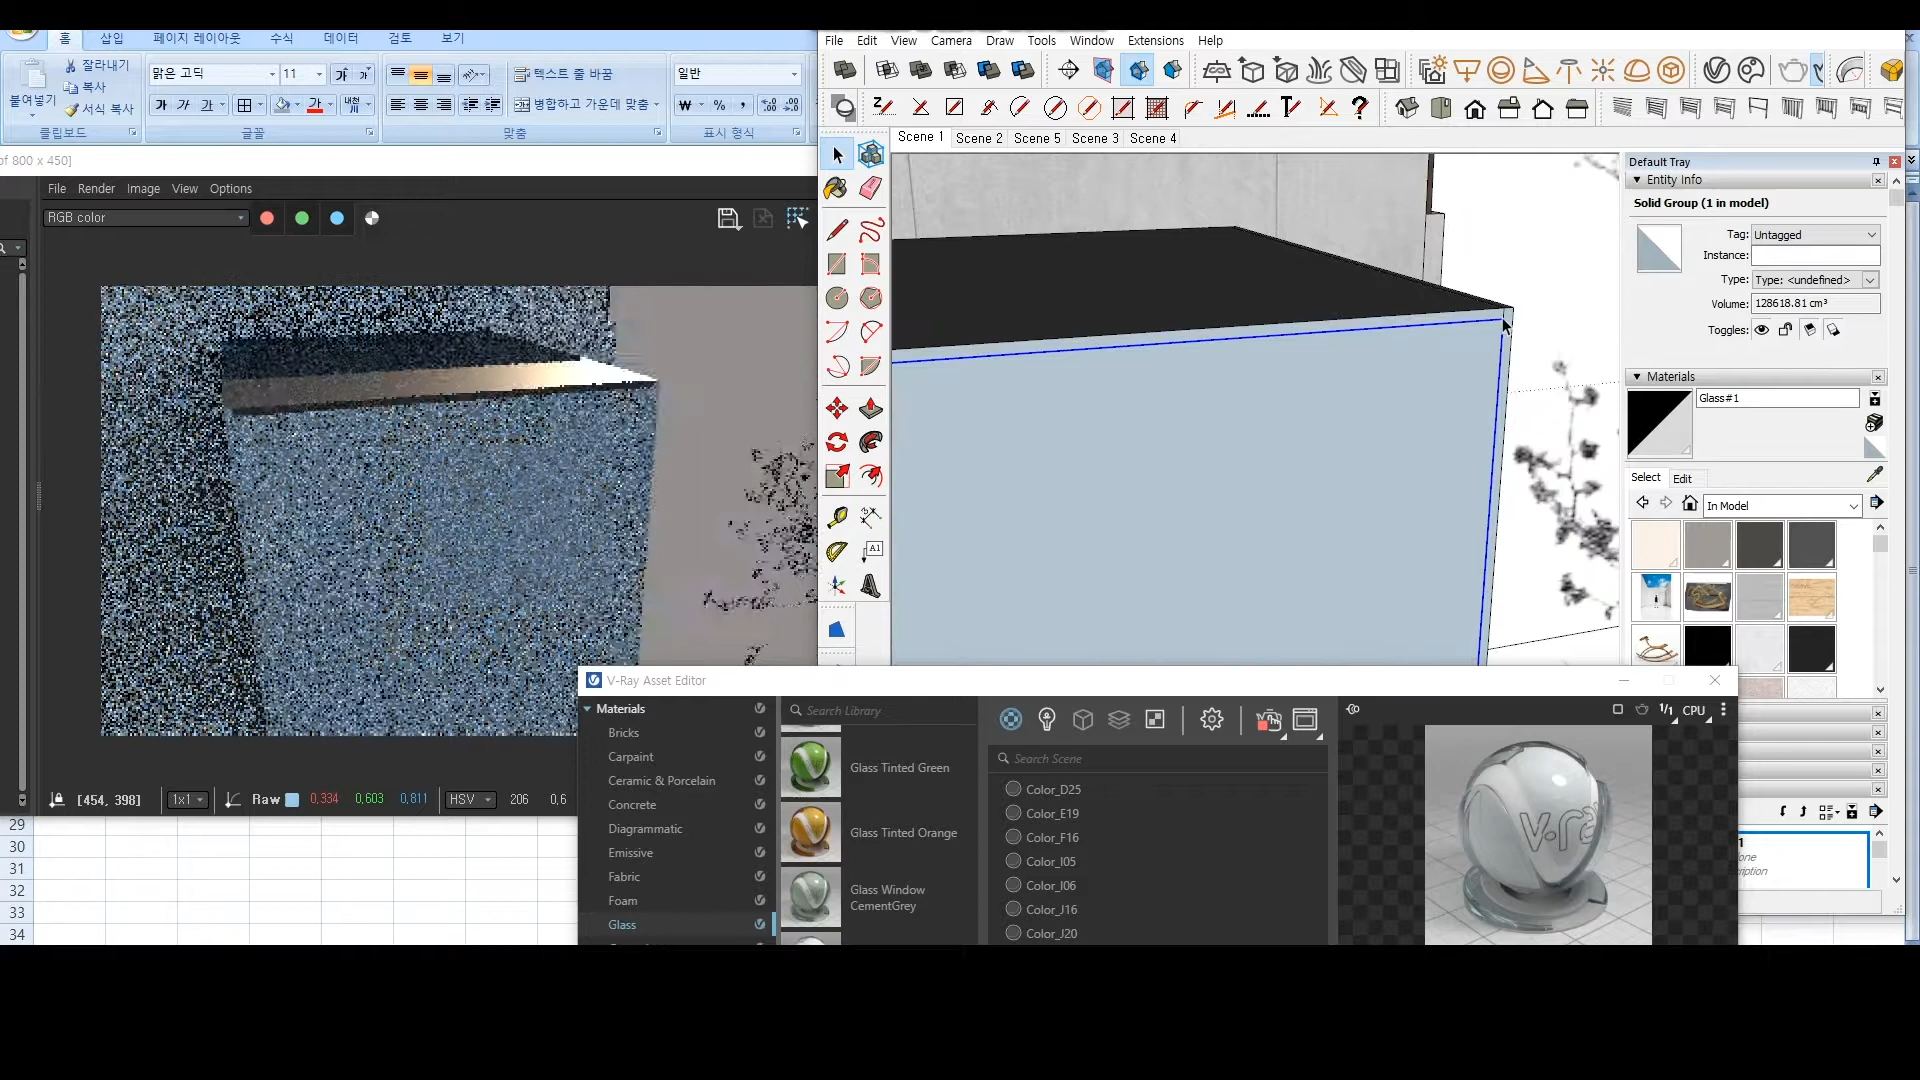 홈 삽입 페이지 레이아웃 수식 데이터 검토 보기
붙여넣기
잘라내기
복사
서식 복사
클립보드
맑은 고딕 11
글꼴
텍스트 줄 바꿈
병합하고 가운데 맞춤
맞춤
일반
표시 형식
of 800 x 450]
File Render Image View Options
RGB color
[454, 398] 1x1 Raw 0,334 0,603 0,811 HSV 206 0,6
29
30
31
32
33
34
File Edit View Camera Draw Tools Window Extensions Help
Scene 1 Scene 2 Scene 5 Scene 3 Scene 4
Default Tray
Entity Info
Solid Group (1 in model)
Tag: Untagged
Instance:
Type: Type: <undefined>
Volume: 128618.81 cm³
Toggles:
Materials
Glass#1
Select Edit
In Model
V-Ray Asset Editor
Materials
Bricks
Carpaint
Ceramic & Porcelain
Concrete
Diagrammatic
Emissive
Fabric
Foam
Glass
Search Library
Glass Tinted Green
Glass Tinted Orange
Glass Window
CementGrey
Search Scene
Color_D25
Color_E19
Color_F16
Color_I05
Color_I06
Color_J16
Color_J20
1/1 CPU
1
one
cription